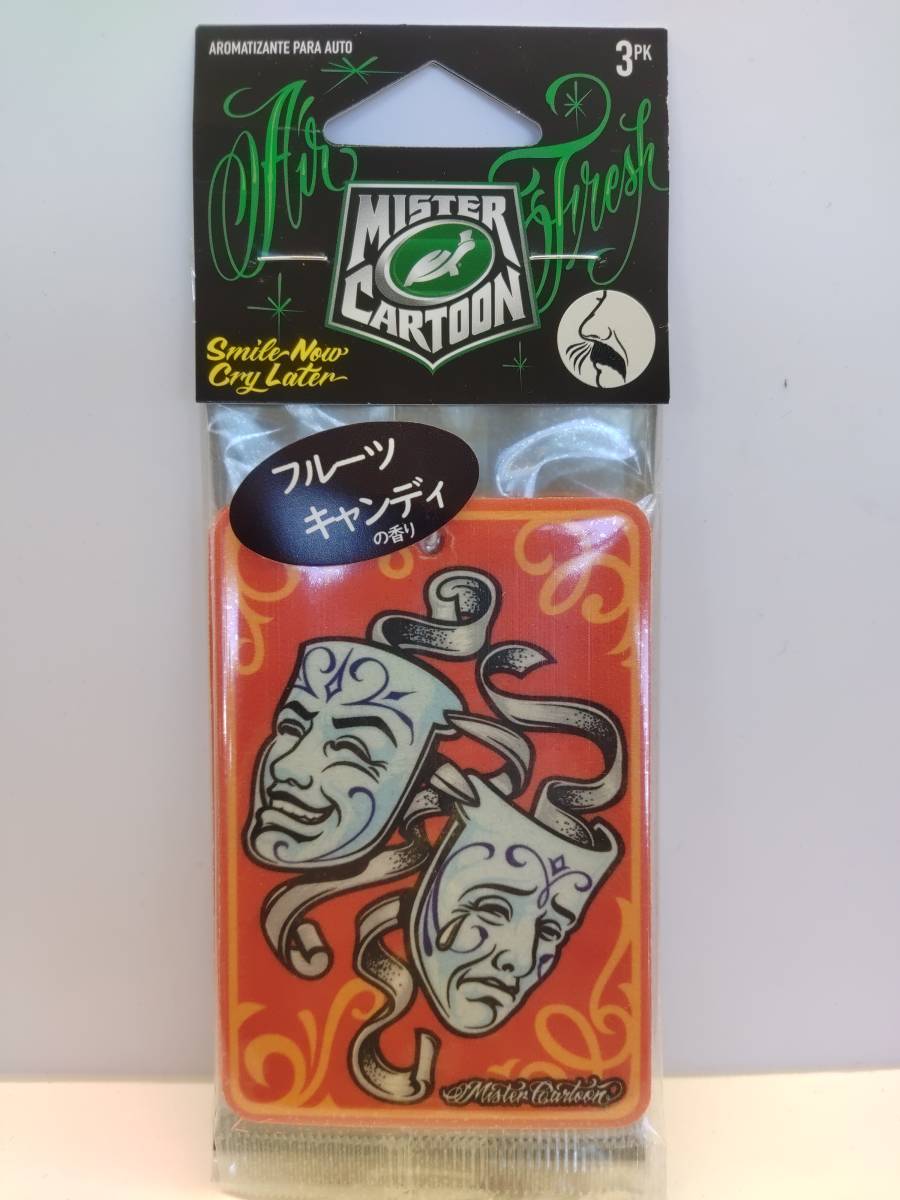 AROMATIZANTE PARA AUTO
3PK
Air
Fresh
MISTER
CARTOON
Smile Now
Cry Later
フルーツ
キャンディ
の香り
Mister Cartoon